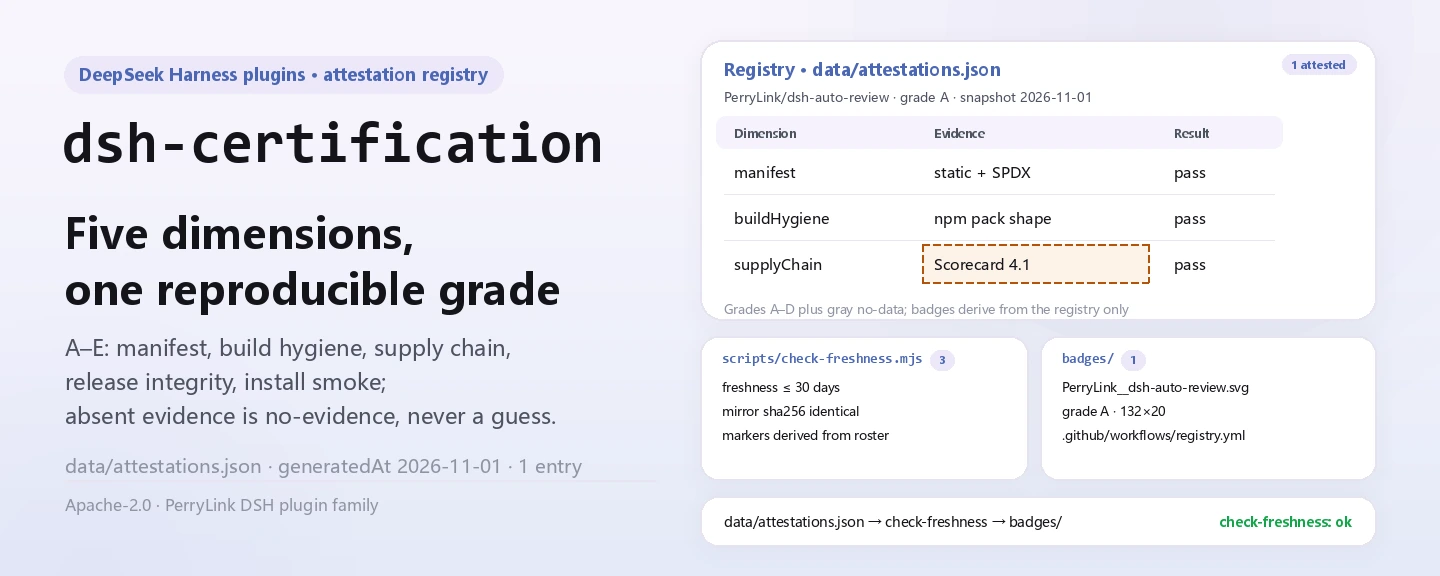 DeepSeek Harness plugins • attestation registry
dsh-certification
Five dimensions,
one reproducible grade
A–E: manifest, build hygiene, supply chain,
release integrity, install smoke;
absent evidence is no-evidence, never a guess.
data/attestations.json · generatedAt 2026-11-01 · 1 entry
Apache-2.0 · PerryLink DSH plugin family
Registry • data/attestations.json
1 attested
PerryLink/dsh-auto-review · grade A · snapshot 2026-11-01
Dimension Evidence Result
manifest static + SPDX pass
buildHygiene npm pack shape pass
supplyChain Scorecard 4.1 pass
Grades A–D plus gray no-data; badges derive from the registry only
scripts/check-freshness.mjs 3
freshness ≤ 30 days
mirror sha256 identical
markers derived from roster
badges/ 1
PerryLink__dsh-auto-review.svg
grade A · 132×20
.github/workflows/registry.yml
data/attestations.json → check-freshness → badges/
check-freshness: ok